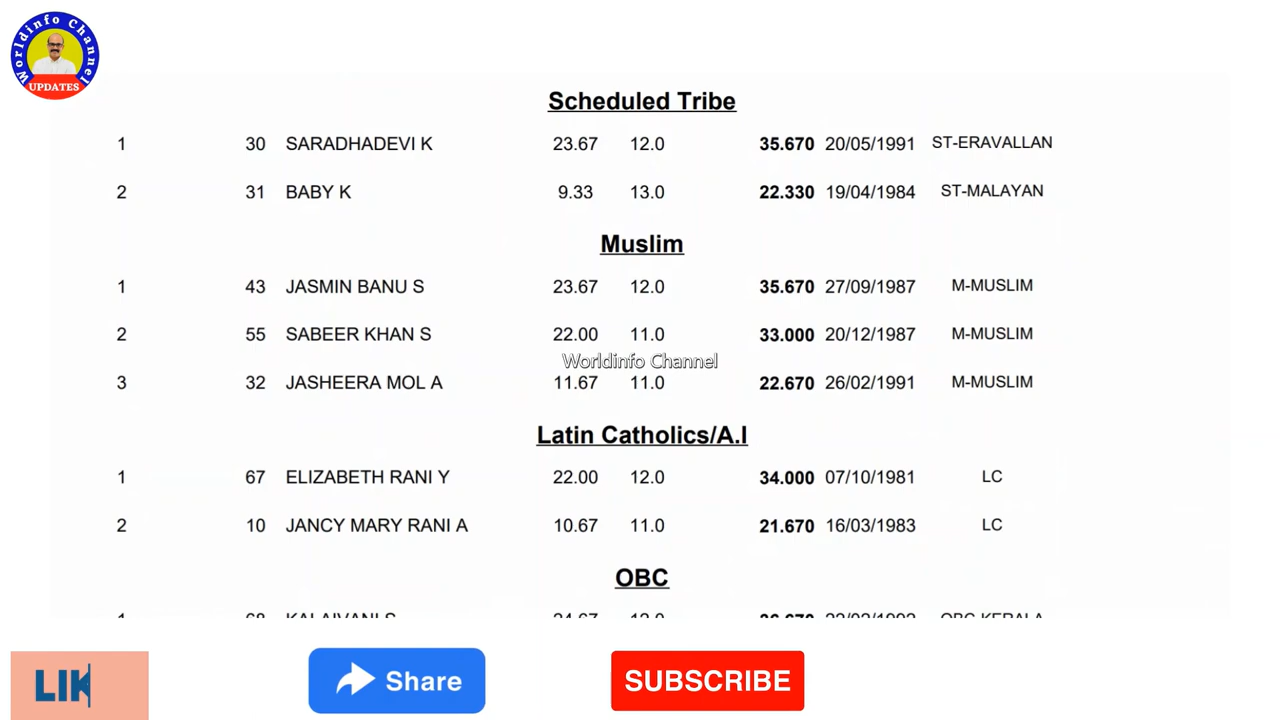 Worldinfo Channel
UPDATES
Scheduled Tribe
1 30 SARADHADEVI K 23.67 12.0 35.670 20/05/1991 ST-ERAVALLAN
2 31 BABY K 9.33 13.0 22.330 19/04/1984 ST-MALAYAN
Muslim
1 43 JASMIN BANU S 23.67 12.0 35.670 27/09/1987 M-MUSLIM
2 55 SABEER KHAN S 22.00 11.0 33.000 20/12/1987 M-MUSLIM
Worldinfo Channel
3 32 JASHEERA MOL A 11.67 11.0 22.670 26/02/1991 M-MUSLIM
Latin Catholics/A.I
1 67 ELIZABETH RANI Y 22.00 12.0 34.000 07/10/1981 LC
2 10 JANCY MARY RANI A 10.67 11.0 21.670 16/03/1983 LC
OBC
LIK
Share
SUBSCRIBE